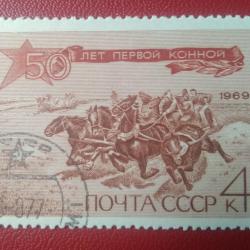 50 ЛЕТ ПЕРВОЙ КОННОЙ
1969
ПОЧТА СССР 4 К